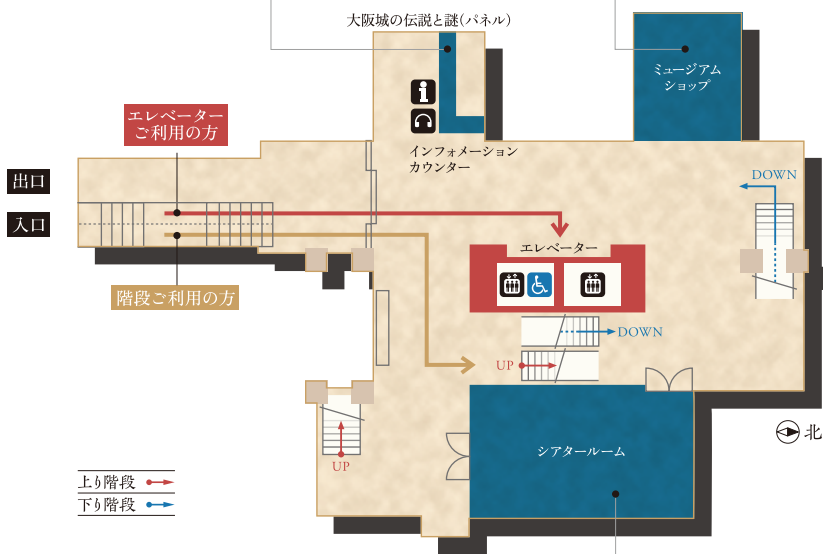 大阪城の伝説と謎(パネル)
ミュージアム
ショップ
エレベーター
ご利用の方
インフォメーション
カウンター
出口
入口
DOWN
エレベーター
階段ご利用の方
DOWN
UP
北
シアタールーム
UP
上り階段
下り階段